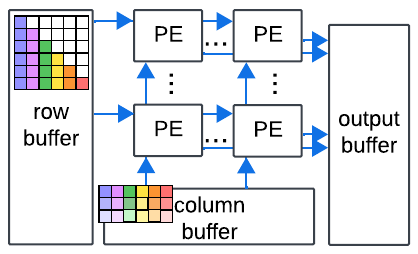 PE
...
PE
row
buffer
PE
...
PE
output
buffer
column
buffer